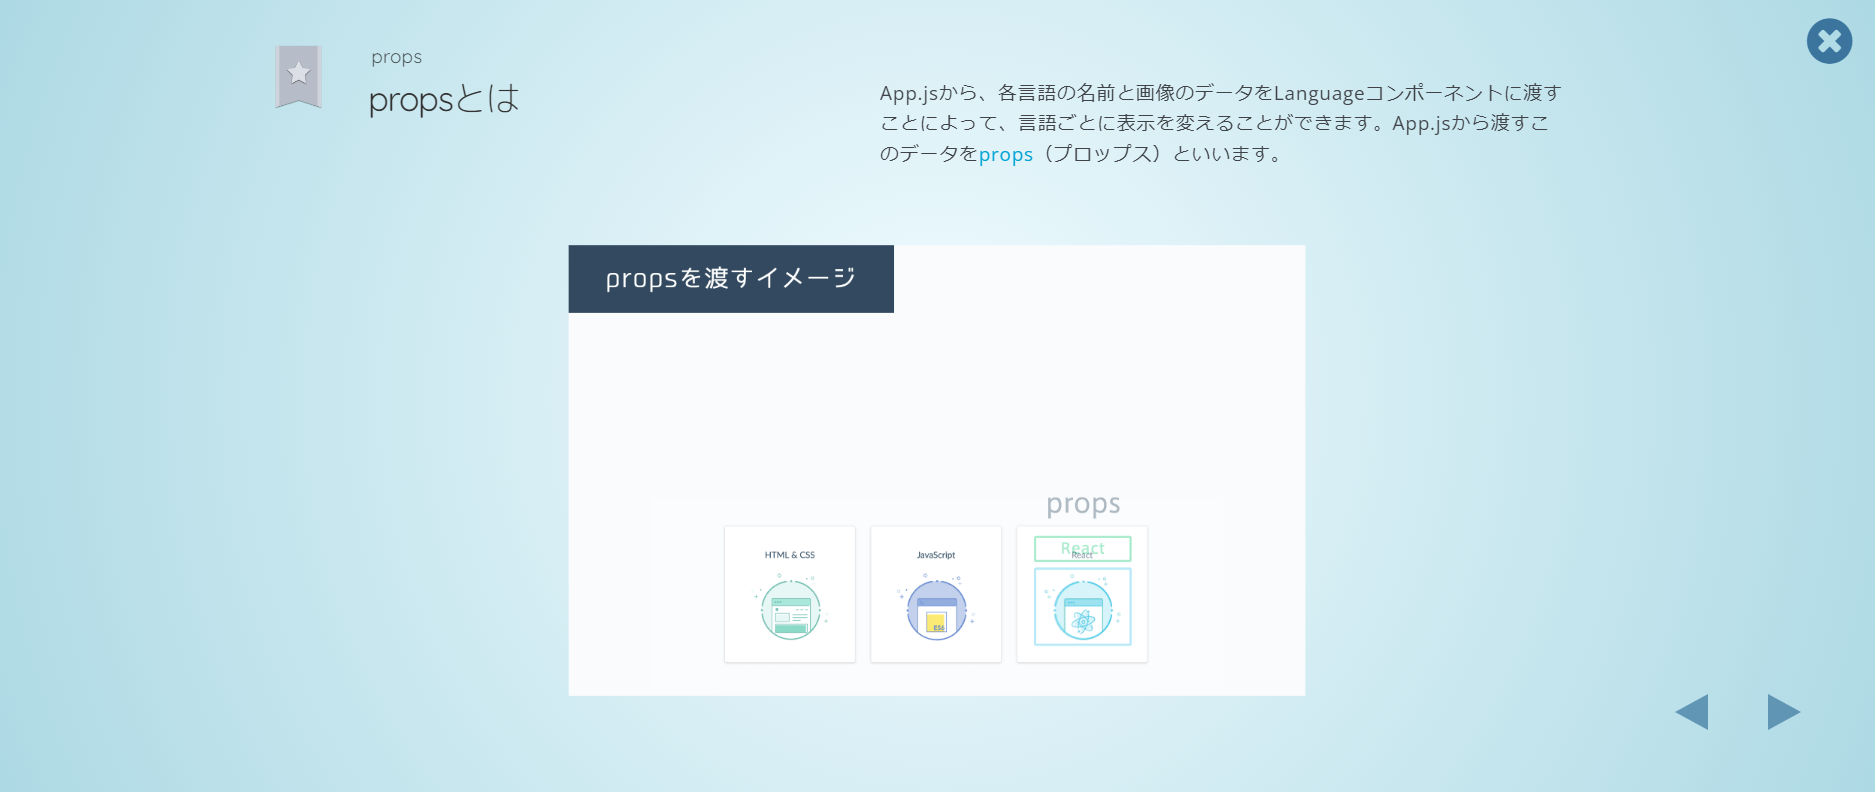 props
propsとは
App.jsから、各言語の名前と画像のデータをLanguageコンポーネントに渡す
ことによって、言語ごとに表示を変えることができます。App.jsから渡すこ
のデータをprops（プロップス）といいます。
propsを渡すイメージ
props
HTML & CSS
JavaScript
React
React
ES6